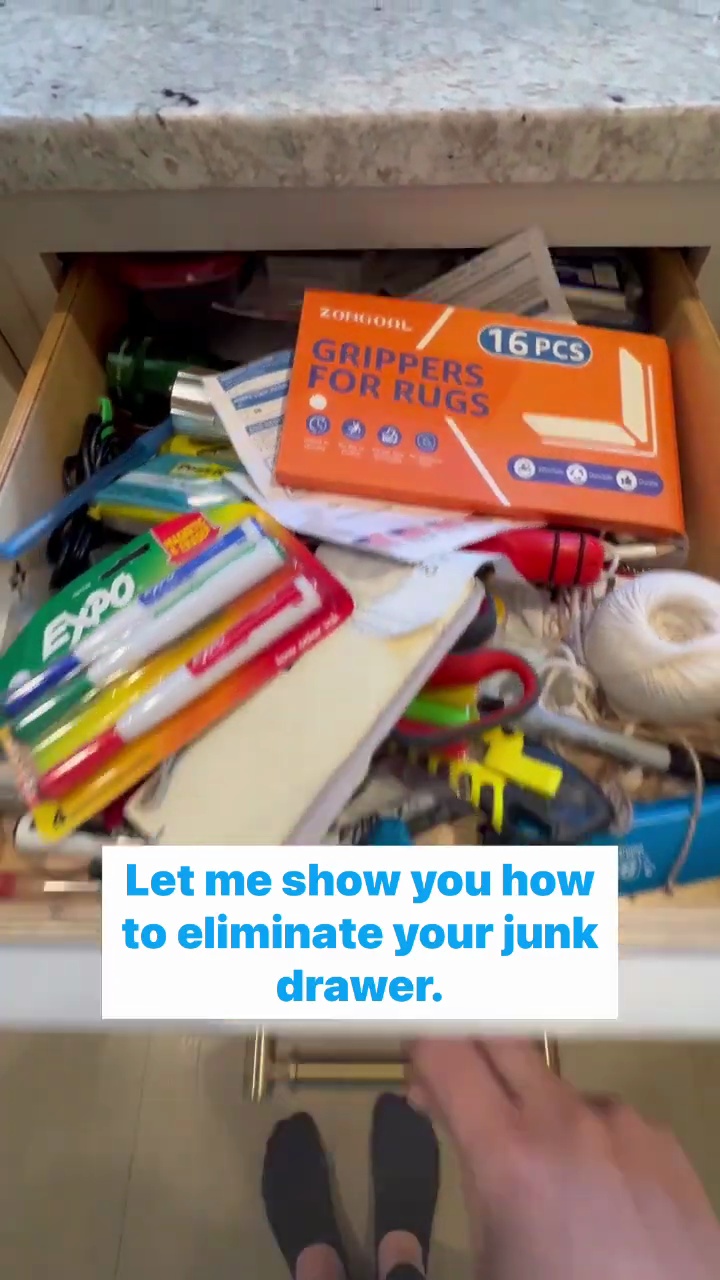 ZONGOAL
16 PCS
GRIPPERS
FOR RUGS
EXPO
Let me show you how
to eliminate your junk
drawer.